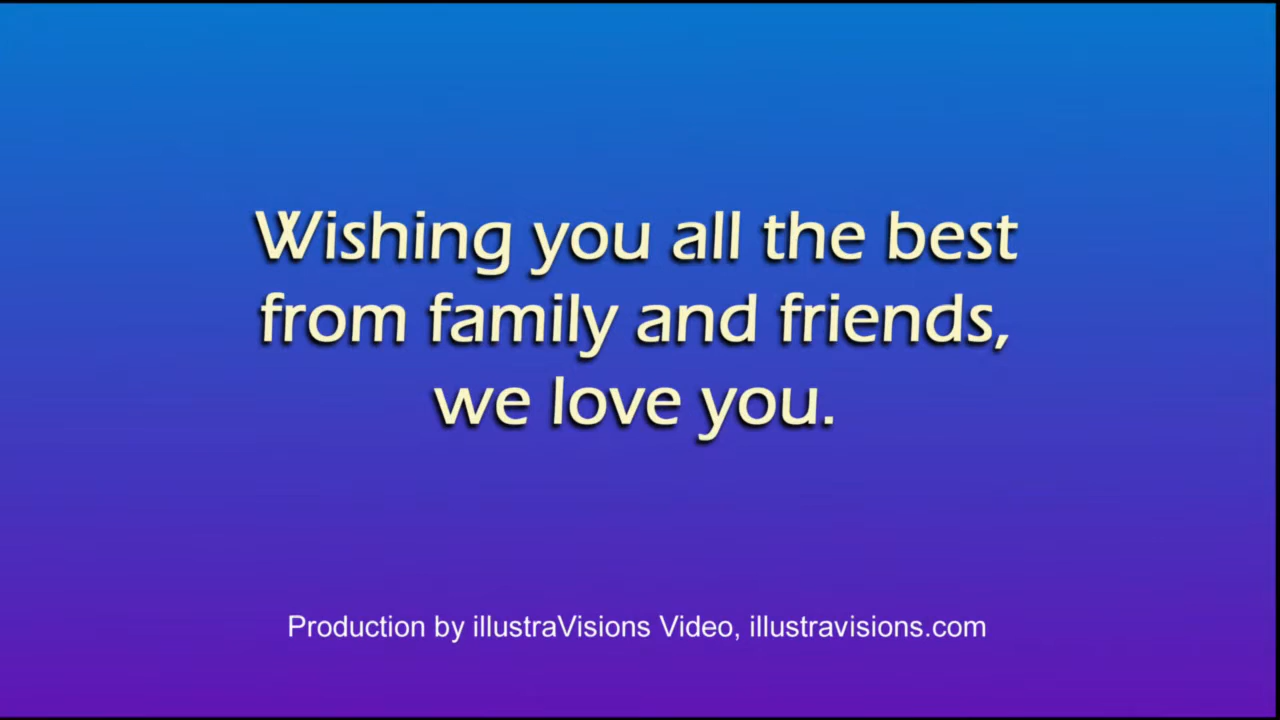 Wishing you all the best
from family and friends,
we love you.
Production by illustraVisions Video, illustravisions.com